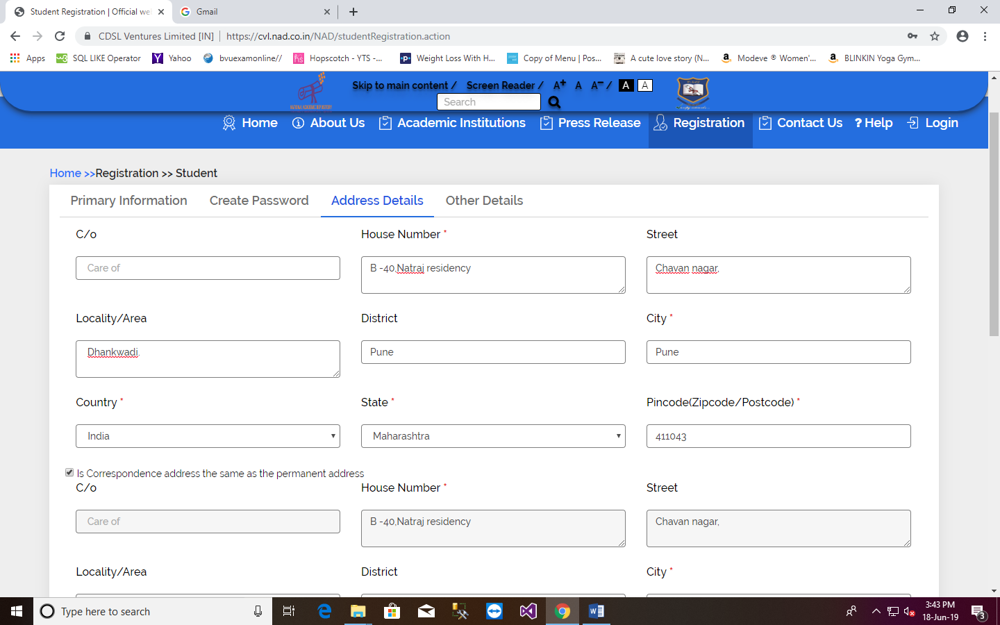 Student Registration | Official we
Gmail
CDSL Ventures Limited [IN] | https://cvl.nad.co.in/NAD/studentRegistration.action
Apps SQL LIKE Operator Yahoo bvuexamonline// Hopscotch - YTS -... Weight Loss With H... Copy of Menu | Pos... A cute love story (N... Modeve ® Women'... BLINKIN Yoga Gym...
Skip to main content / Screen Reader / A+ A A− / A A
NATIONAL ACADEMIC DEPOSITORY
Search
Home About Us Academic Institutions Press Release Registration Contact Us ? Help Login
Home >>Registration >> Student
Primary Information Create Password Address Details Other Details
C/o House Number * Street
Care of B -40,Natraj residency Chavan nagar,
Locality/Area District City *
Dhankwadi. Pune Pune
Country * State * Pincode(Zipcode/Postcode) *
India Maharashtra 411043
Is Correspondence address the same as the permanent address
C/o House Number * Street
Care of B -40,Natraj residency Chavan nagar,
Locality/Area District City *
Type here to search
3:43 PM
18-Jun-19
3